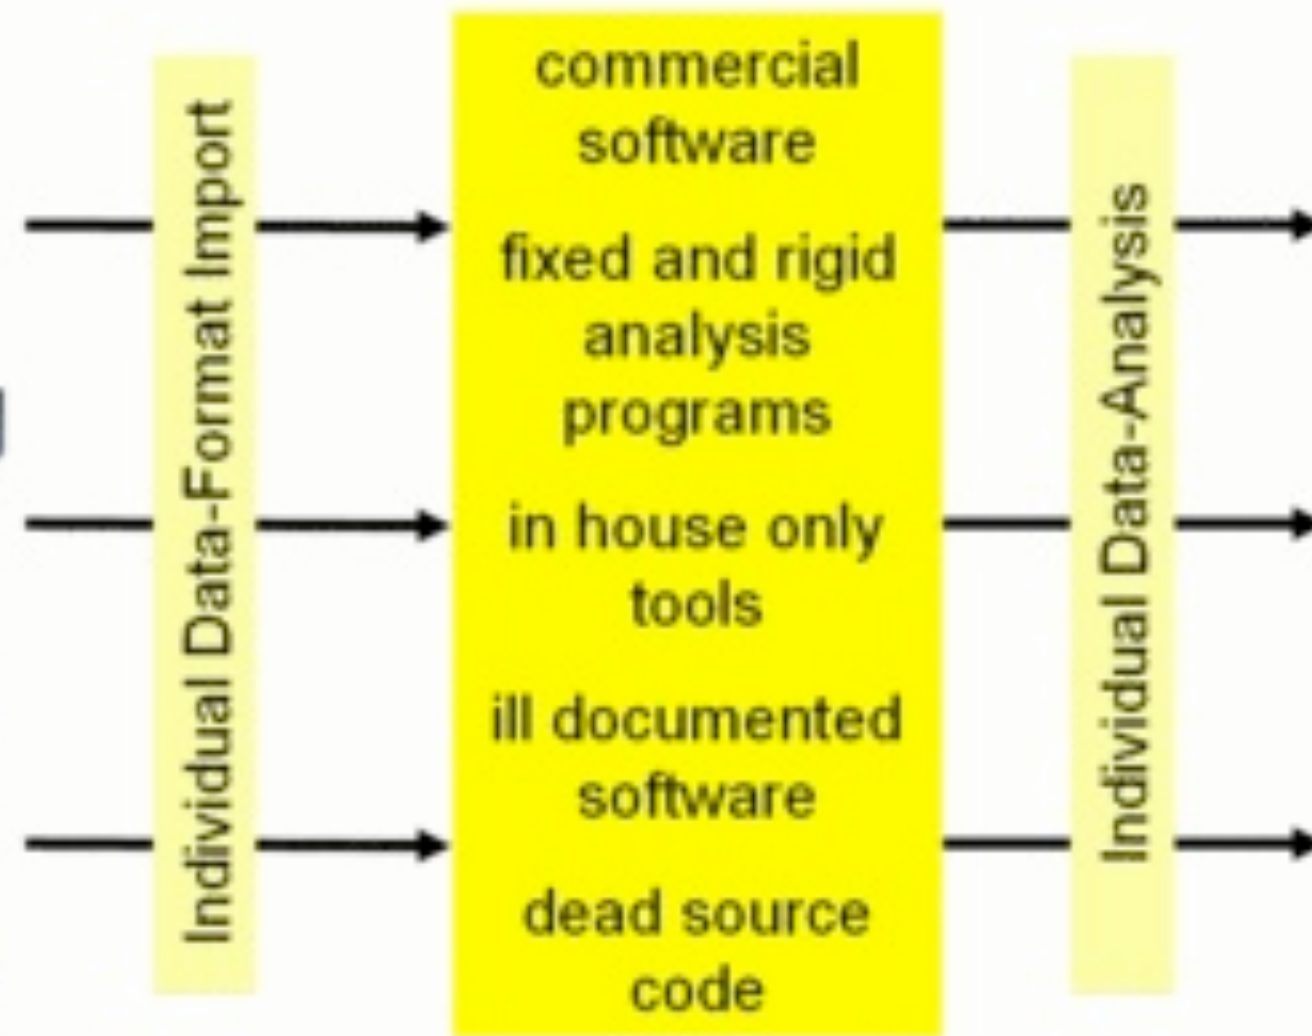 Individual Data-Format Import
commercial
software
fixed and rigid
analysis
programs
in house only
tools
ill documented
software
dead source
code
Individual Data-Analysis